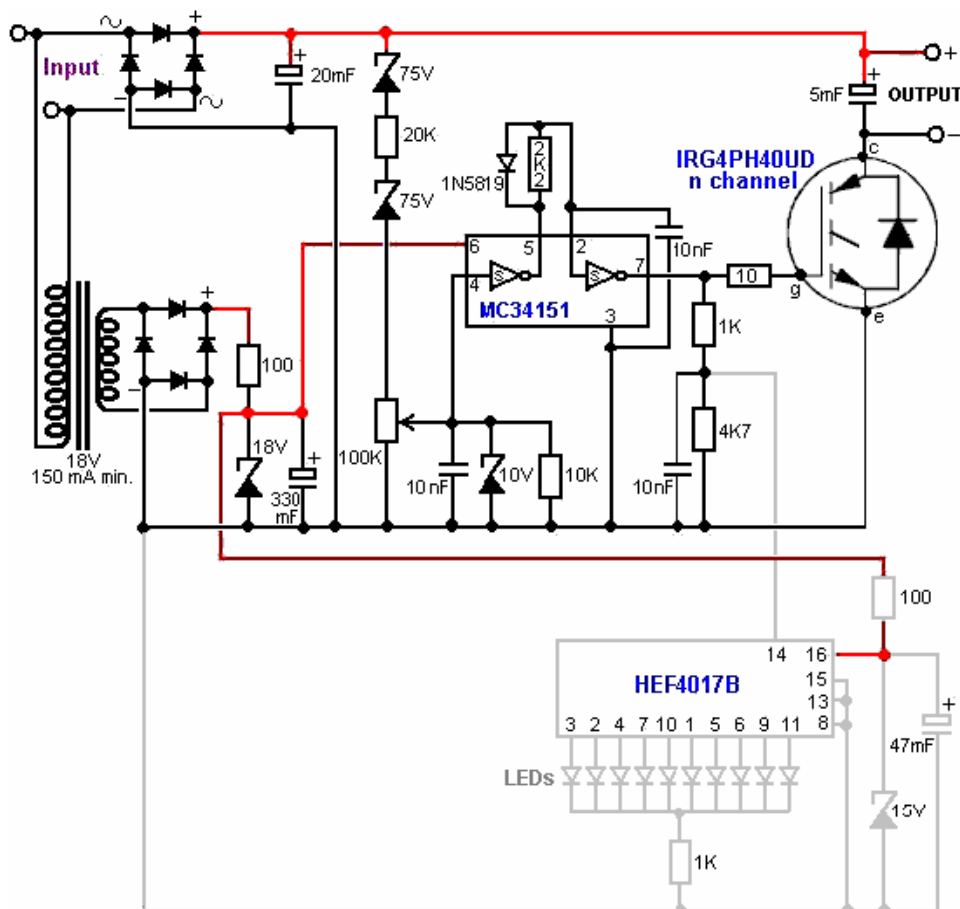 +
Input
+
20mF
75V
+
+
5mF
OUTPUT
−
−
20K
2K2
c
IRG4PH40UD
n channel
1N5819
75V
6
5
2
10nF
4
S
S
7
10
g
MC34151
3
e
+
1K
100
−
18V
100K
4K7
18V
150 mA min.
+
330
mF
10nF
10V
10K
10nF
100
14
16
HEF4017B
15
13
8
3 2 4 7 10 1 5 6 9 11
+
47mF
LEDs
15V
1K